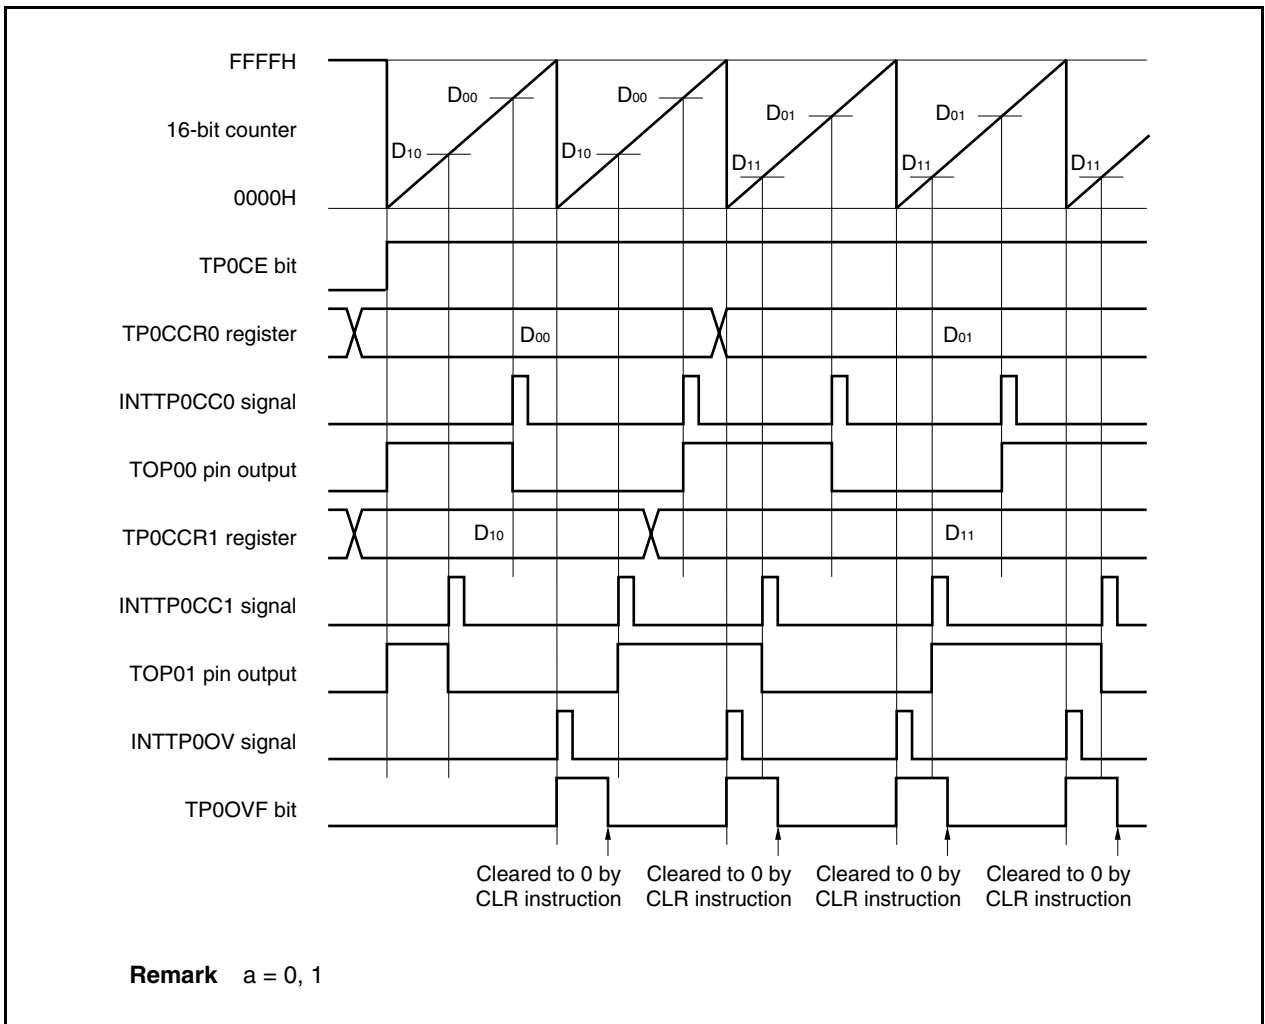 FFFFH
D00
D00
D01
D01
16-bit counter
D10
D10
D11
D11
D11
0000H
TP0CE bit
TP0CCR0 register
D00
D01
INTTP0CC0 signal
TOP00 pin output
TP0CCR1 register
D10
D11
INTTP0CC1 signal
TOP01 pin output
INTTP0OV signal
TP0OVF bit
Cleared to 0 by
CLR instruction
Cleared to 0 by
CLR instruction
Cleared to 0 by
CLR instruction
Cleared to 0 by
CLR instruction
Remark a = 0, 1